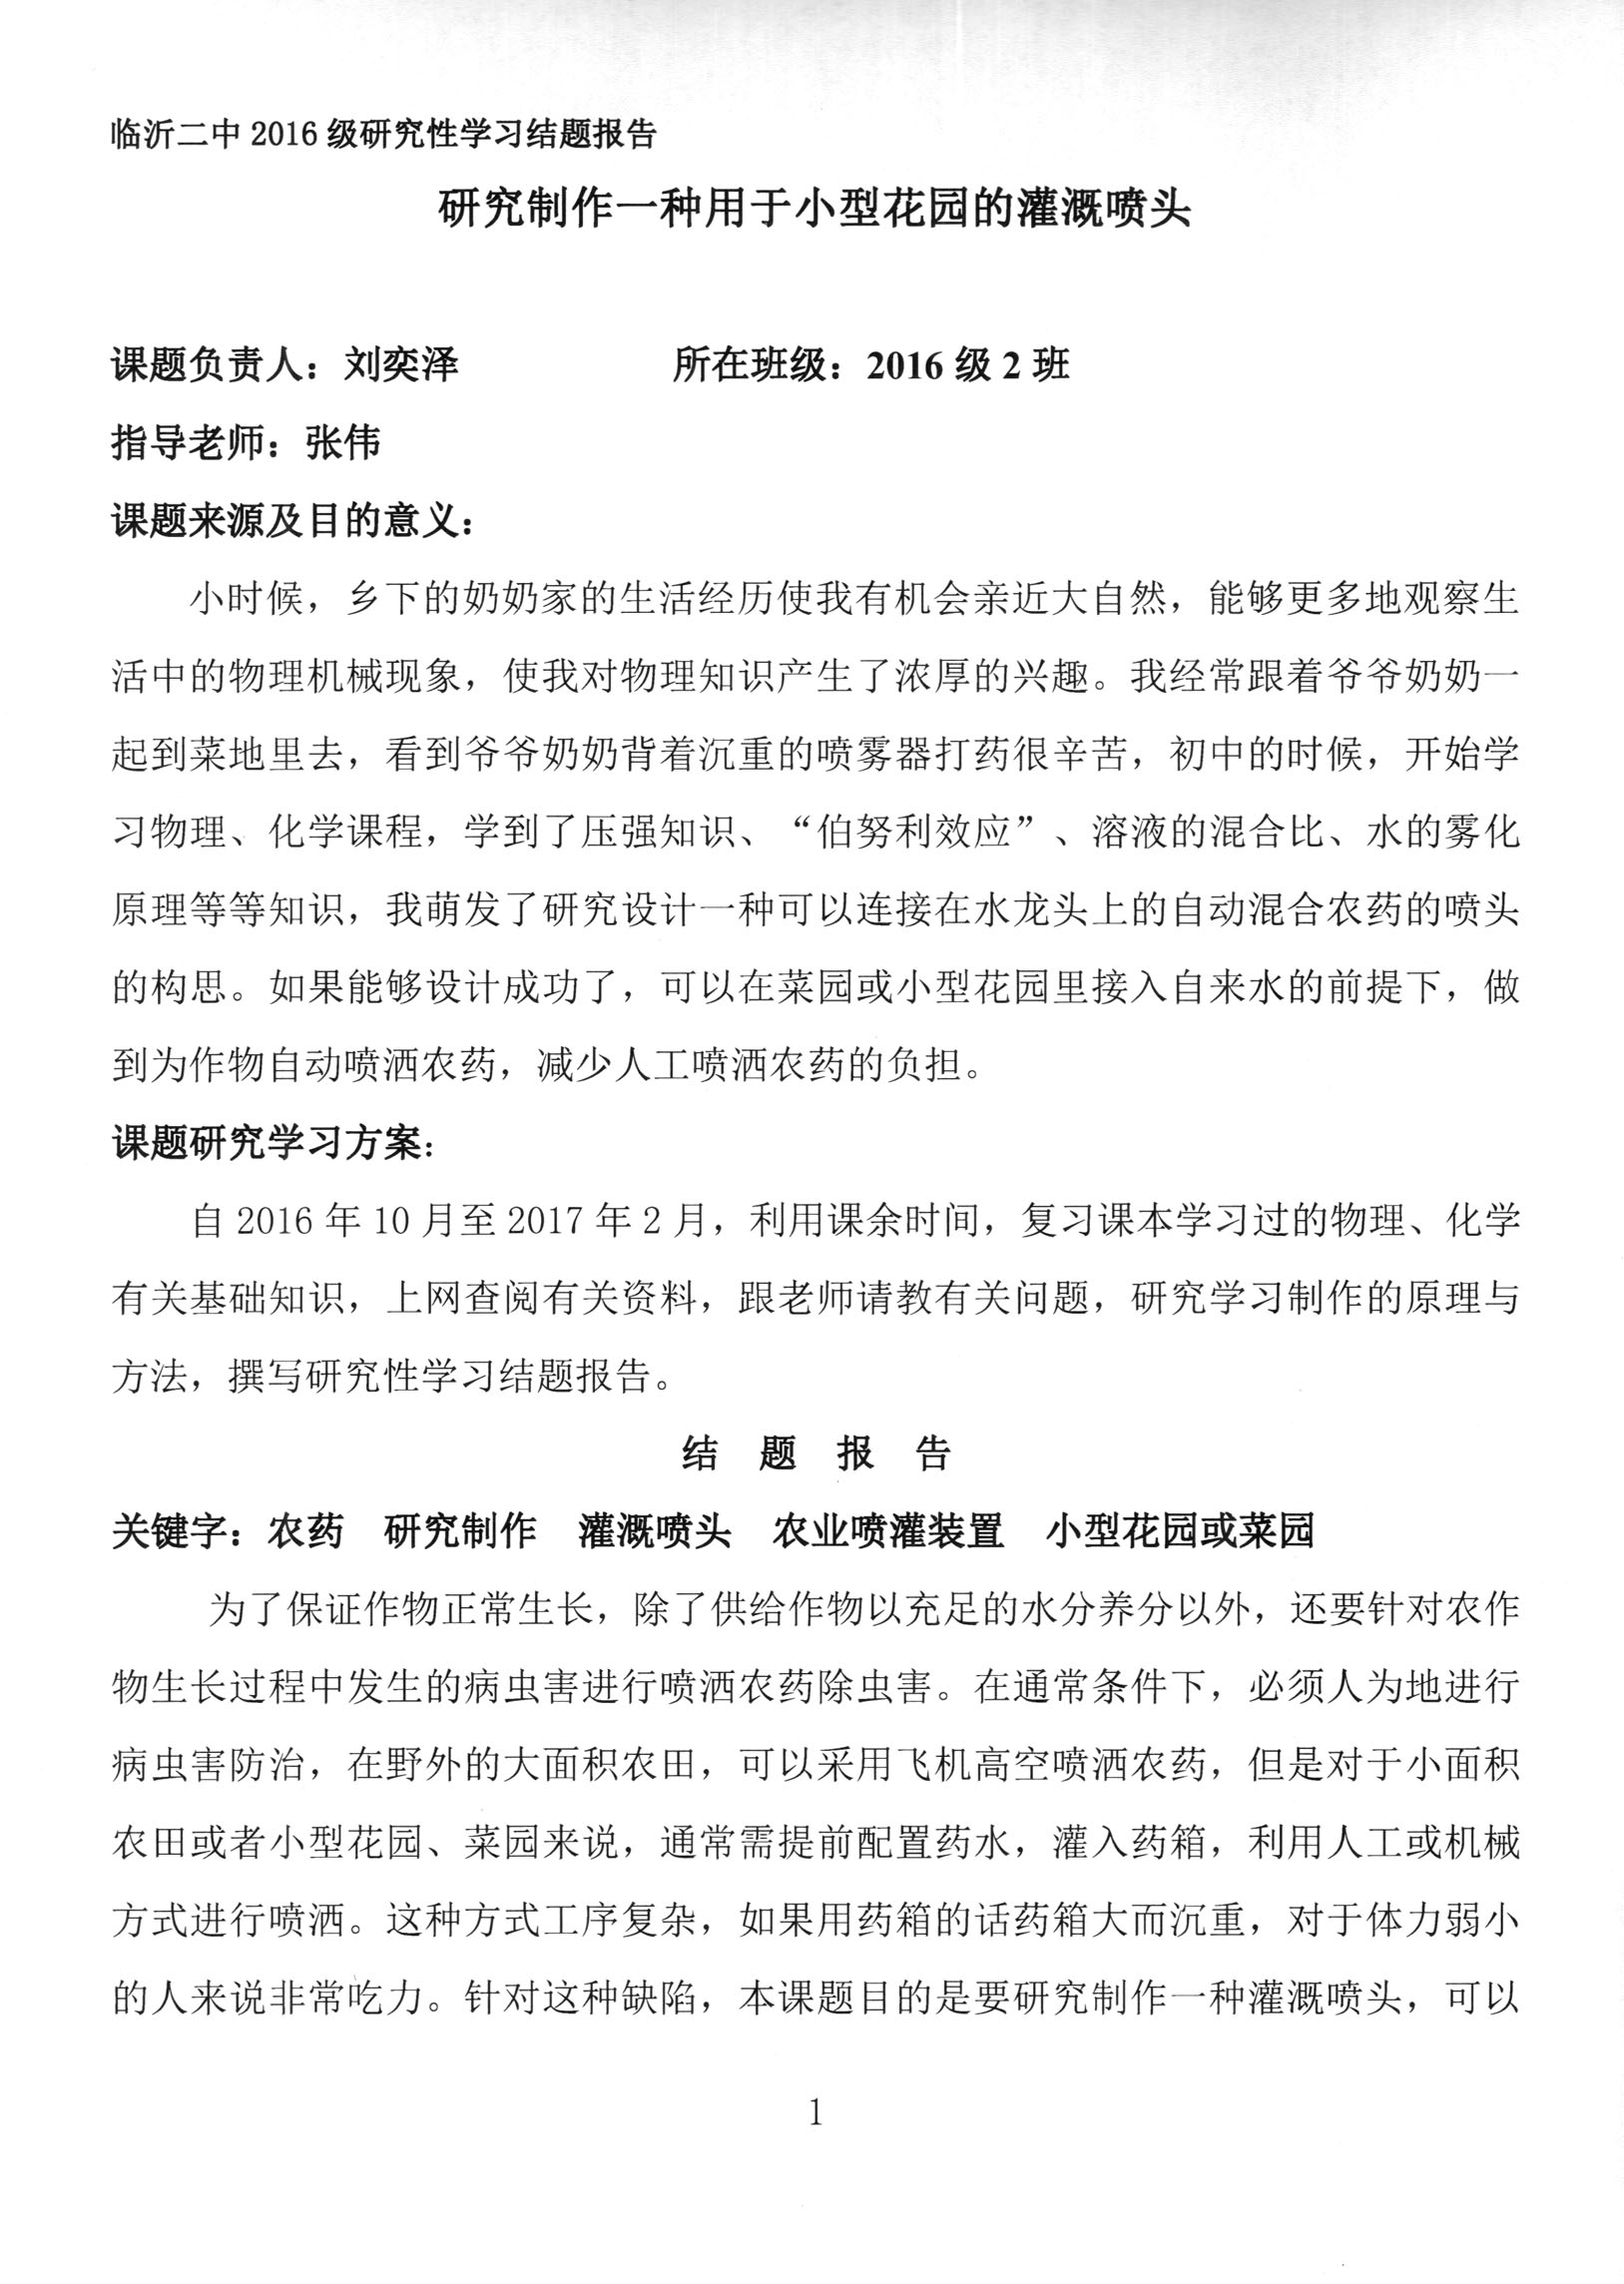 临沂二中 2016 级研究性学习结题报告
研究制作一种用于小型花园的灌溉喷头
课题负责人：刘奕泽 所在班级：2016 级 2 班
指导老师：张伟
课题来源及目的意义：
小时候，乡下的奶奶家的生活经历使我有机会亲近大自然，能够更多地观察生
活中的物理机械现象，使我对物理知识产生了浓厚的兴趣。我经常跟着爷爷奶奶一
起到菜地里去，看到爷爷奶奶背着沉重的喷雾器打药很辛苦，初中的时候，开始学
习物理、化学课程，学到了压强知识、“伯努利效应”、溶液的混合比、水的雾化
原理等等知识，我萌发了研究设计一种可以连接在水龙头上的自动混合农药的喷头
的构思。如果能够设计成功了，可以在菜园或小型花园里接入自来水的前提下，做
到为作物自动喷洒农药，减少人工喷洒农药的负担。
课题研究学习方案：
自 2016 年 10 月至 2017 年 2 月，利用课余时间，复习课本学习过的物理、化学
有关基础知识，上网查阅有关资料，跟老师请教有关问题，研究学习制作的原理与
方法，撰写研究性学习结题报告。
结 题 报 告
关键字：农药 研究制作 灌溉喷头 农业喷灌装置 小型花园或菜园
为了保证作物正常生长，除了供给作物以充足的水分养分以外，还要针对农作
物生长过程中发生的病虫害进行喷洒农药除虫害。在通常条件下，必须人为地进行
病虫害防治，在野外的大面积农田，可以采用飞机高空喷洒农药，但是对于小面积
农田或者小型花园、菜园来说，通常需提前配置药水，灌入药箱，利用人工或机械
方式进行喷洒。这种方式工序复杂，如果用药箱的话药箱大而沉重，对于体力弱小
的人来说非常吃力。针对这种缺陷，本课题目的是要研究制作一种灌溉喷头，可以
1